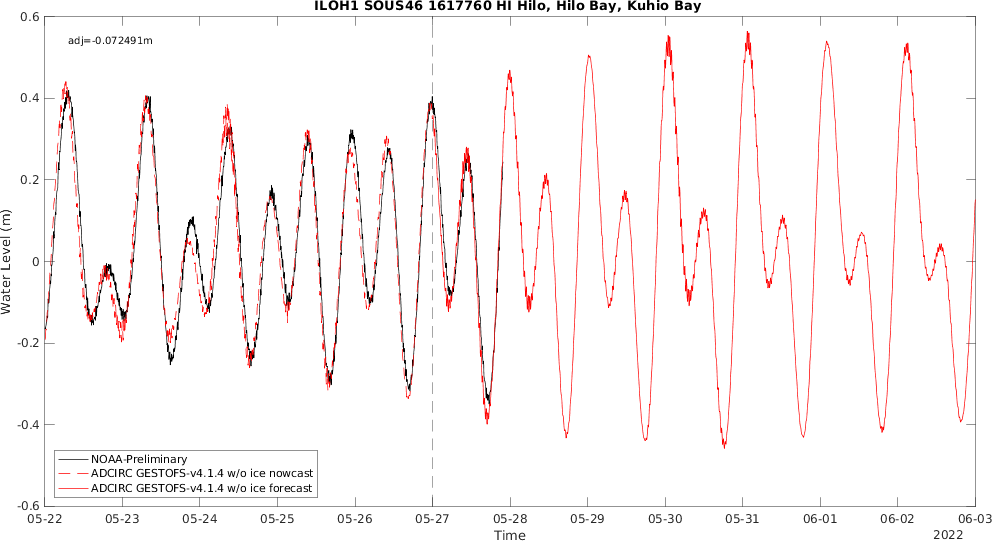 ILOH1 SOUS46 1617760 HI Hilo, Hilo Bay, Kuhio Bay
adj=-0.072491m
0.6
0.4
0.2
0
-0.2
-0.4
-0.6
Water Level (m)
NOAA-Preliminary
ADCIRC GESTOFS-v4.1.4 w/o ice nowcast
ADCIRC GESTOFS-v4.1.4 w/o ice forecast
05-22 05-23 05-24 05-25 05-26 05-27 05-28 05-29 05-30 05-31 06-01 06-02 06-03
Time
2022